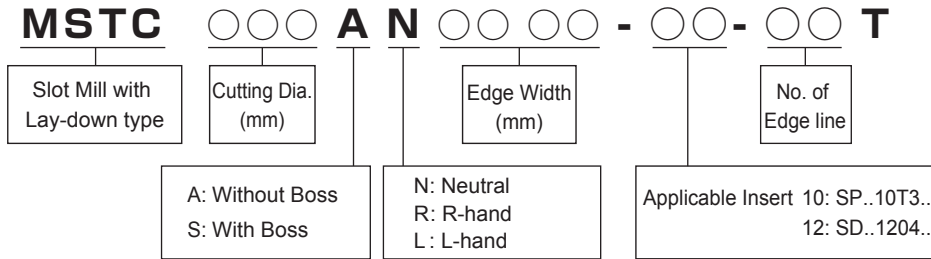 MSTC ○○○ A N ○○ ○○ - ○○ - ○○ T
Slot Mill with
Lay-down type
Cutting Dia.
(mm)
Edge Width
(mm)
No. of
Edge line
A: Without Boss
S: With Boss
N: Neutral
R: R-hand
L: L-hand
Applicable Insert 10: SP..10T3..
12: SD..1204..